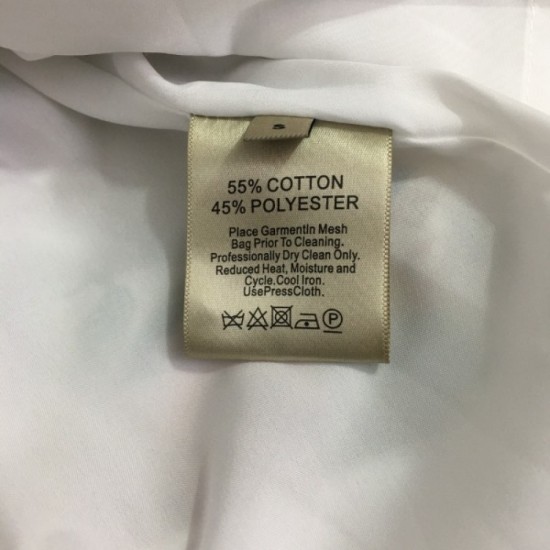 S
55% COTTON
45% POLYESTER
Place GarmentIn Mesh
Bag Prior To Cleaning.
Professionally Dry Clean Only.
Reduced Heat, Moisture and
Cycle.Cool Iron.
UsePressCloth.
P